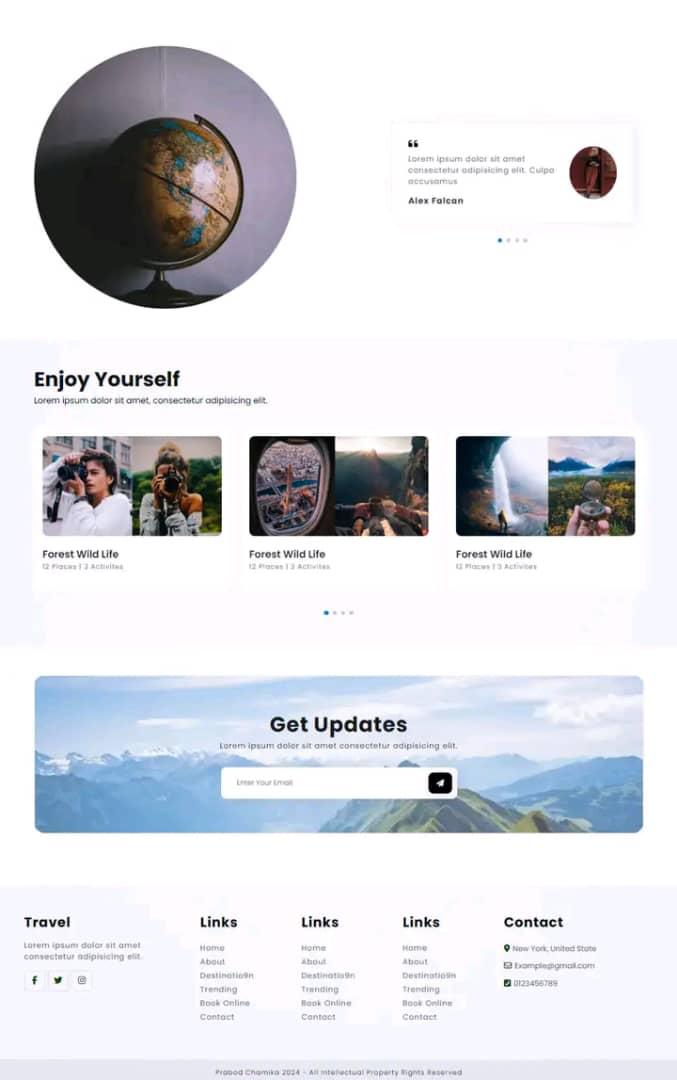 Lorem ipsum dolor sit amet
consectetur adipisicing elit. Culpa
accusamus
Alex Falcan
Enjoy Yourself
Lorem ipsum dolor sit amet, consectetur adipisicing elit.
Forest Wild Life
12 Places | 3 Activites
Forest Wild Life
12 Places | 3 Activites
Forest Wild Life
12 Places | 3 Activites
Get Updates
Lorem ipsum dolor sit amet consectetur adipisicing elit.
Enter Your Email
Travel
Lorem ipsum dolor sit amet
consectetur adipisicing elit.
Links
Home
About
Destinatio9n
Trending
Book Online
Contact
Links
Home
About
Destinatio9n
Trending
Book Online
Contact
Links
Home
About
Destinatio9n
Trending
Book Online
Contact
Contact
New York, United State
Example@gmail.com
0123456789
Prabod Chamika 2024 - All Intellectual Property Rights Reserved